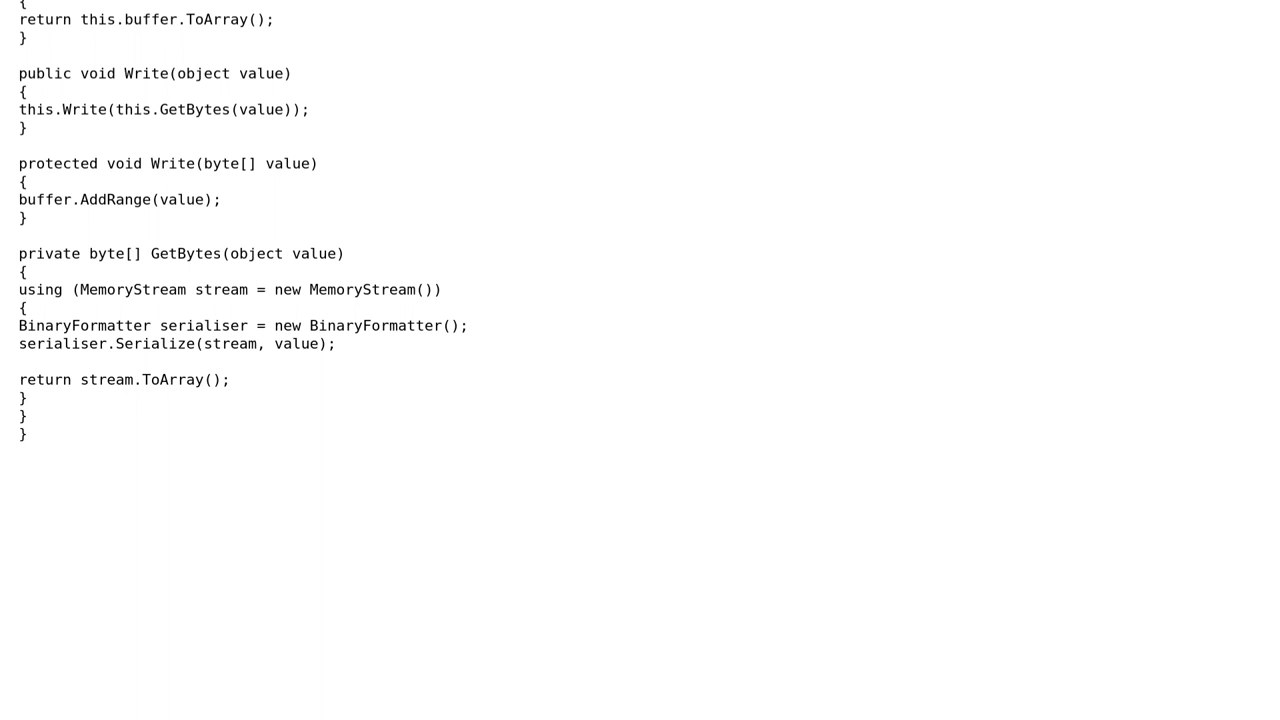 {
return this.buffer.ToArray();
}

public void Write(object value)
{
this.Write(this.GetBytes(value));
}

protected void Write(byte[] value)
{
buffer.AddRange(value);
}

private byte[] GetBytes(object value)
{
using (MemoryStream stream = new MemoryStream())
{
BinaryFormatter serialiser = new BinaryFormatter();
serialiser.Serialize(stream, value);

return stream.ToArray();
}
}
}